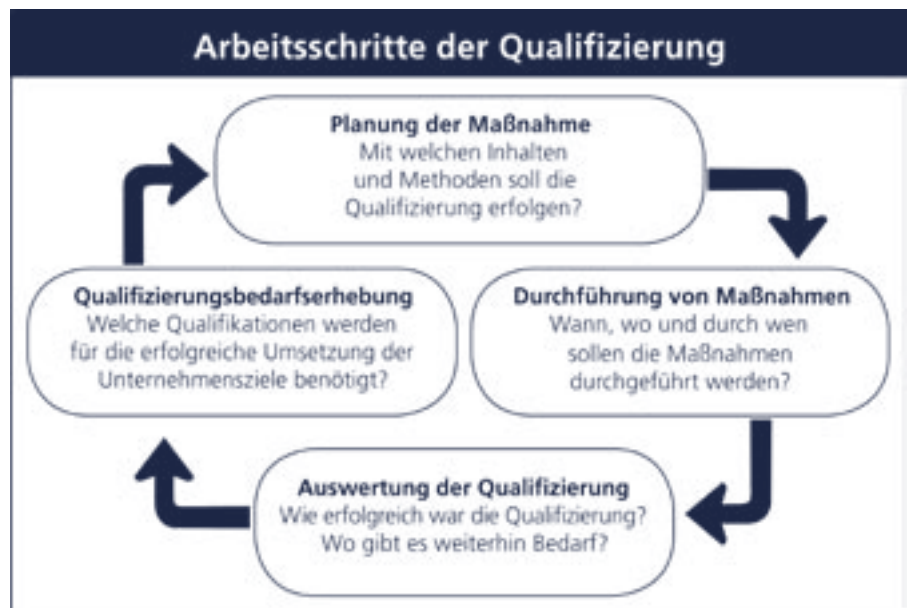 Arbeitsschritte der Qualifizierung
Planung der Maßnahme
Mit welchen Inhalten
und Methoden soll die
Qualifizierung erfolgen?
Qualifizierungsbedarfserhebung
Welche Qualifikationen werden
für die erfolgreiche Umsetzung der
Unternehmensziele benötigt?
Durchführung von Maßnahmen
Wann, wo und durch wen
sollen die Maßnahmen
durchgeführt werden?
Auswertung der Qualifizierung
Wie erfolgreich war die Qualifizierung?
Wo gibt es weiterhin Bedarf?